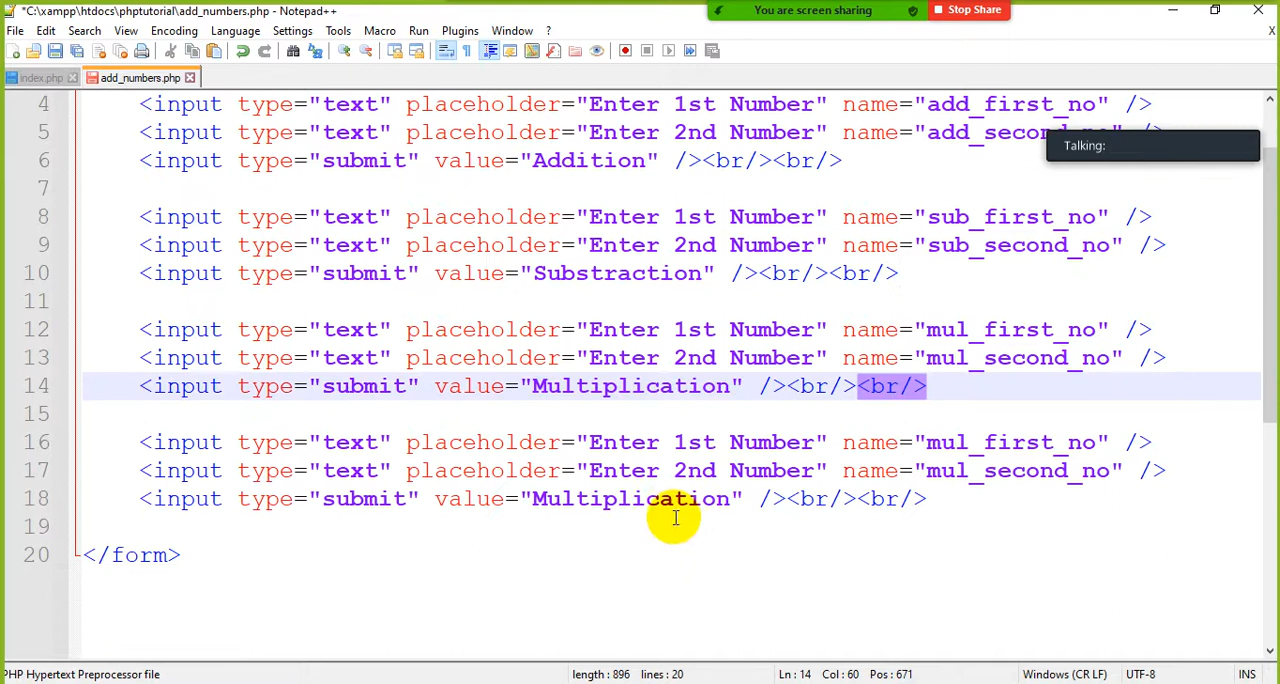 *C:\xampp\htdocs\phptutorial\add_numbers.php - Notepad++
You are screen sharing
Stop Share
File Edit Search View Encoding Language Settings Tools Macro Run Plugins Window ? X
index.php add_numbers.php
4 <input type="text" placeholder="Enter 1st Number" name="add_first_no" />
5 <input type="text" placeholder="Enter 2nd Number" name="add_second_no" />
Talking:
6 <input type="submit" value="Addition" /><br/><br/>
7
8 <input type="text" placeholder="Enter 1st Number" name="sub_first_no" />
9 <input type="text" placeholder="Enter 2nd Number" name="sub_second_no" />
10 <input type="submit" value="Substraction" /><br/><br/>
11
12 <input type="text" placeholder="Enter 1st Number" name="mul_first_no" />
13 <input type="text" placeholder="Enter 2nd Number" name="mul_second_no" />
14 <input type="submit" value="Multiplication" /><br/><br/>
15
16 <input type="text" placeholder="Enter 1st Number" name="mul_first_no" />
17 <input type="text" placeholder="Enter 2nd Number" name="mul_second_no" />
18 <input type="submit" value="Multiplication" /><br/><br/>
19
20 </form>
PHP Hypertext Preprocessor file length : 896 lines : 20 Ln : 14 Col : 60 Pos : 671 Windows (CR LF) UTF-8 INS